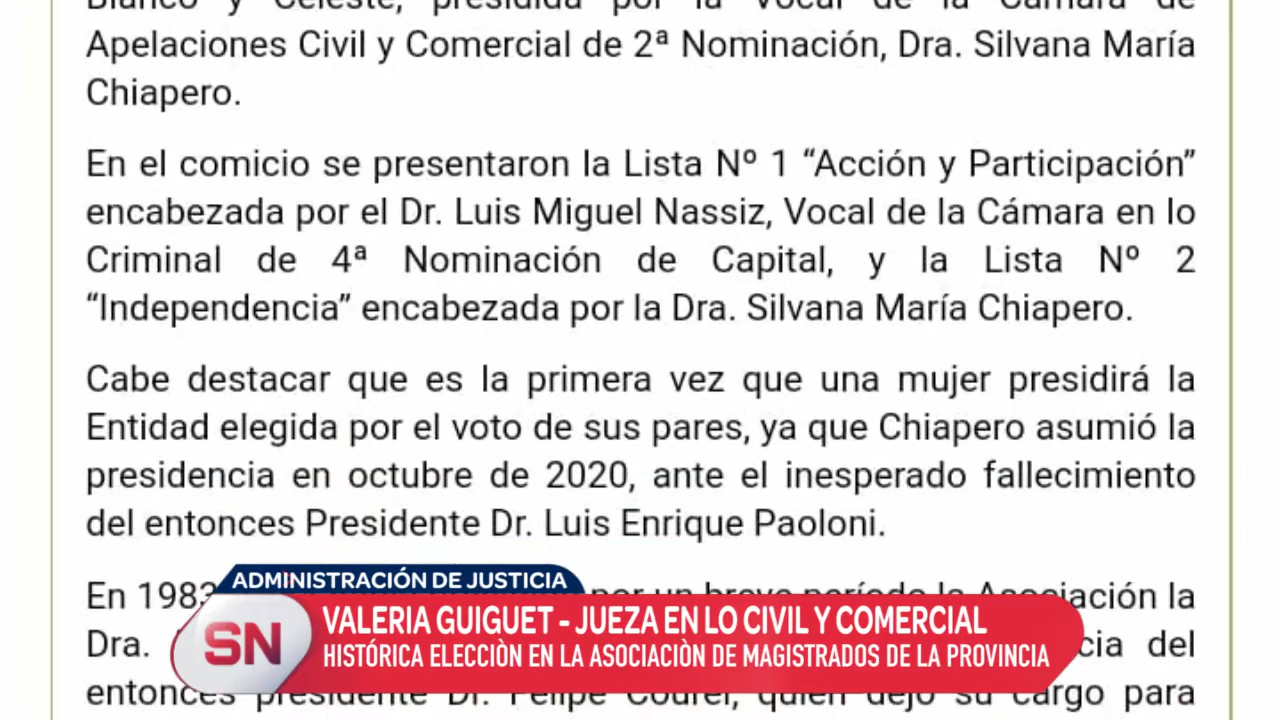 Blanco y Celeste, presidida por la Vocal de la Cámara de
Apelaciones Civil y Comercial de 2ª Nominación, Dra. Silvana María
Chiapero.
En el comicio se presentaron la Lista Nº 1 “Acción y Participación”
encabezada por el Dr. Luis Miguel Nassiz, Vocal de la Cámara en lo
Criminal de 4ª Nominación de Capital, y la Lista Nº 2
“Independencia” encabezada por la Dra. Silvana María Chiapero.
Cabe destacar que es la primera vez que una mujer presidirá la
Entidad elegida por el voto de sus pares, ya que Chiapero asumió la
presidencia en octubre de 2020, ante el inesperado fallecimiento
del entonces Presidente Dr. Luis Enrique Paoloni.
En 1983 por un breve período la Asociación la
Dra. del
entonces presidente Dr. Felipe quien dejó su cargo para
ADMINISTRACIÓN DE JUSTICIA
SN
VALERIA GUIGUET - JUEZA EN LO CIVIL Y COMERCIAL
HISTÓRICA ELECCIÒN EN LA ASOCIACIÒN DE MAGISTRADOS DE LA PROVINCIA